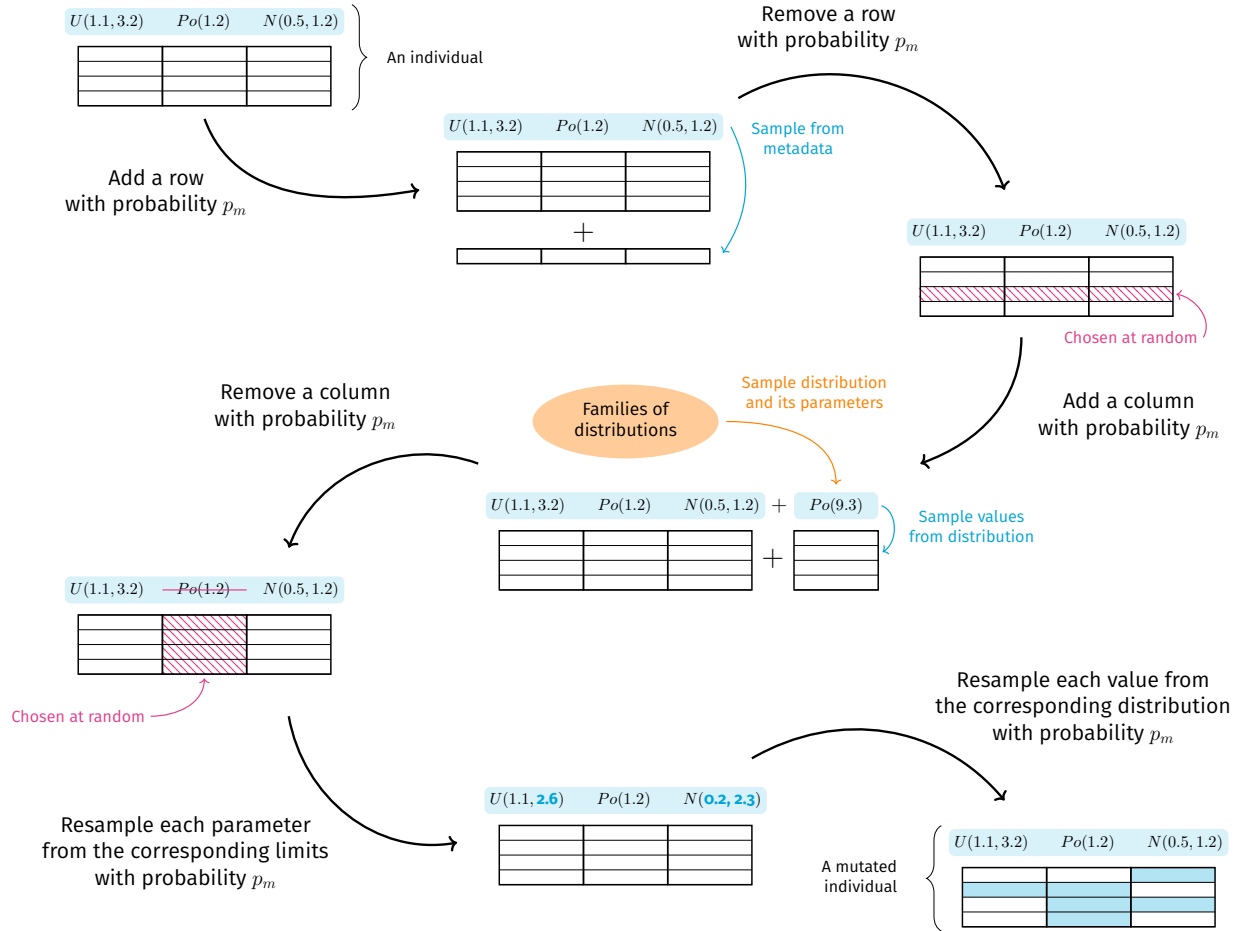 U(1.1, 3.2) Po(1.2) N(0.5, 1.2)
An individual
Add a row
with probability p_m
U(1.1, 3.2) Po(1.2) N(0.5, 1.2)
+
Sample from
metadata
Remove a row
with probability p_m
U(1.1, 3.2) Po(1.2) N(0.5, 1.2)
Chosen at random
Add a column
with probability p_m
Families of
distributions
Sample distribution
and its parameters
U(1.1, 3.2) Po(1.2) N(0.5, 1.2) + Po(9.3)
+
Sample values
from distribution
Remove a column
with probability p_m
U(1.1, 3.2) Po(1.2) N(0.5, 1.2)
Chosen at random
Resample each parameter
from the corresponding limits
with probability p_m
U(1.1, 2.6) Po(1.2) N(0.2, 2.3)
Resample each value from
the corresponding distribution
with probability p_m
U(1.1, 3.2) Po(1.2) N(0.5, 1.2)
A mutated
individual